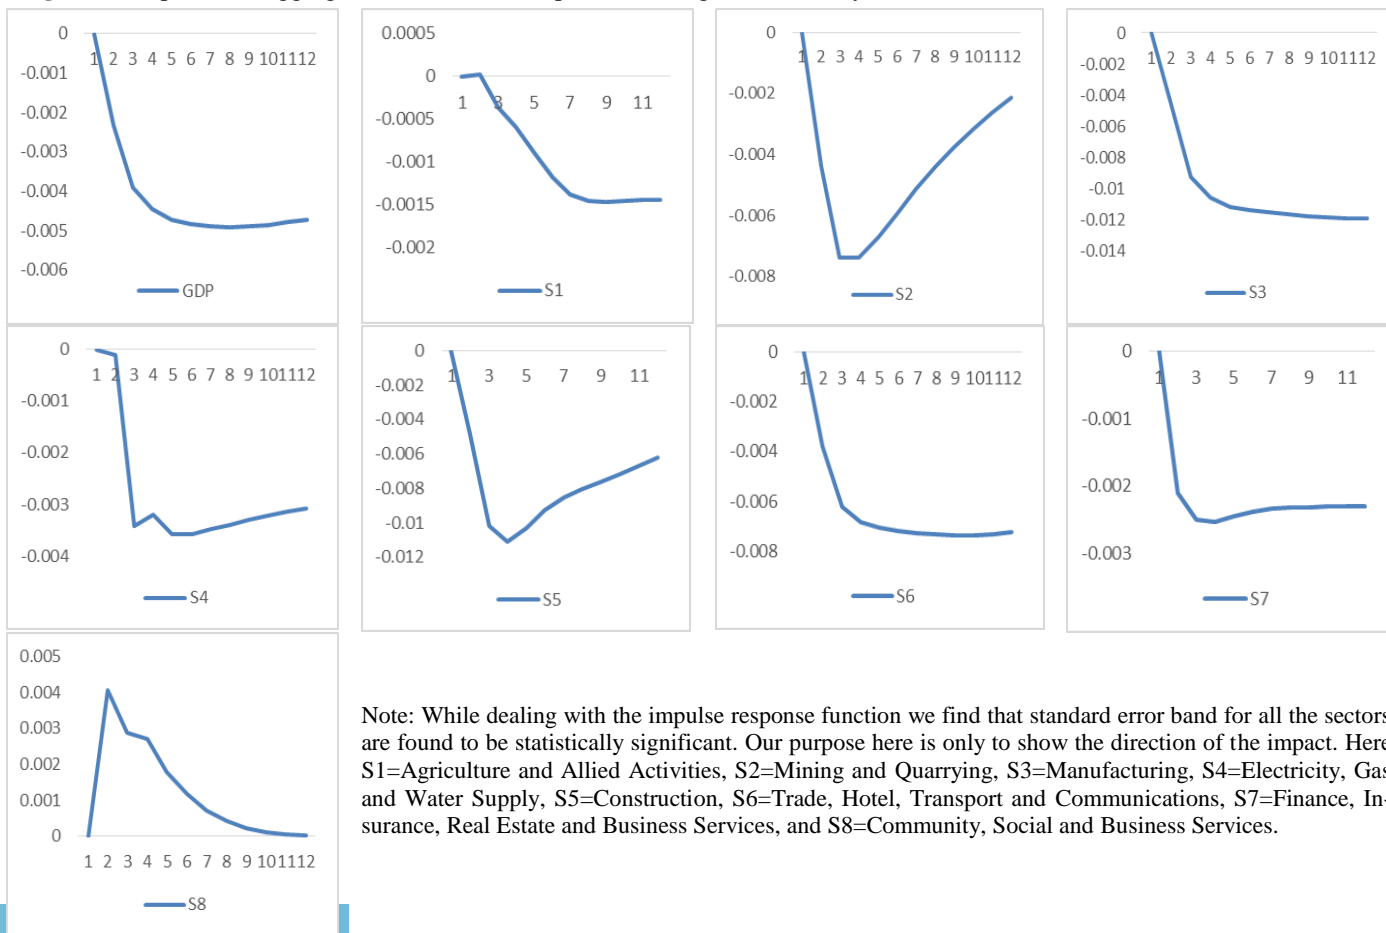 0
-0.001
-0.002
-0.003
-0.004
-0.005
-0.006
1 2 3 4 5 6 7 8 9 101112
GDP
0.0005
0
-0.0005
-0.001
-0.0015
-0.002
1 3 5 7 9 11
S1
0
-0.002
-0.004
-0.006
-0.008
1 2 3 4 5 6 7 8 9 101112
S2
0
-0.002
-0.004
-0.006
-0.008
-0.01
-0.012
-0.014
1 2 3 4 5 6 7 8 9 101112
S3
0
-0.001
-0.002
-0.003
-0.004
1 2 3 4 5 6 7 8 9 101112
S4
0
-0.002
-0.004
-0.006
-0.008
-0.01
-0.012
1 3 5 7 9 11
S5
0
-0.002
-0.004
-0.006
-0.008
1 2 3 4 5 6 7 8 9 101112
S6
0
-0.001
-0.002
-0.003
1 3 5 7 9 11
S7
0.005
0.004
0.003
0.002
0.001
0
1 2 3 4 5 6 7 8 9 101112
S8
Note: While dealing with the impulse response function we find that standard error band for all the sectors
are found to be statistically significant. Our purpose here is only to show the direction of the impact. Here
S1=Agriculture and Allied Activities, S2=Mining and Quarrying, S3=Manufacturing, S4=Electricity, Gas
and Water Supply, S5=Construction, S6=Trade, Hotel, Transport and Communications, S7=Finance, In-
surance, Real Estate and Business Services, and S8=Community, Social and Business Services.